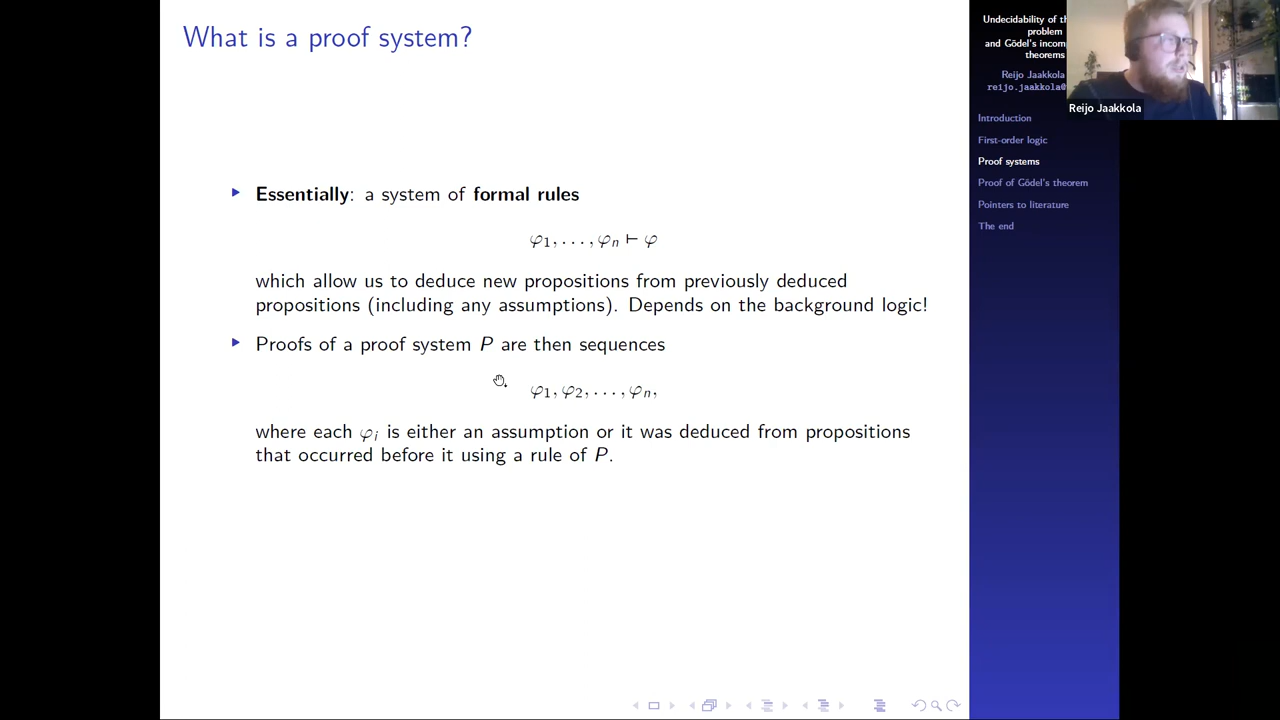 What is a proof system?
Essentially: a system of formal rules
φ₁, . . . , φₙ ⊢ φ
which allow us to deduce new propositions from previously deduced
propositions (including any assumptions). Depends on the background logic!
Proofs of a proof system P are then sequences
φ₁, φ₂, . . . , φₙ,
where each φᵢ is either an assumption or it was deduced from propositions
that occurred before it using a rule of P.
Undecidability of
problem
and Gödel's
theorems
Reijo Jaakkola
Reijo Jaakkola
Introduction
First-order logic
Proof systems
Proof of Gödel's theorem
Pointers to literature
The end